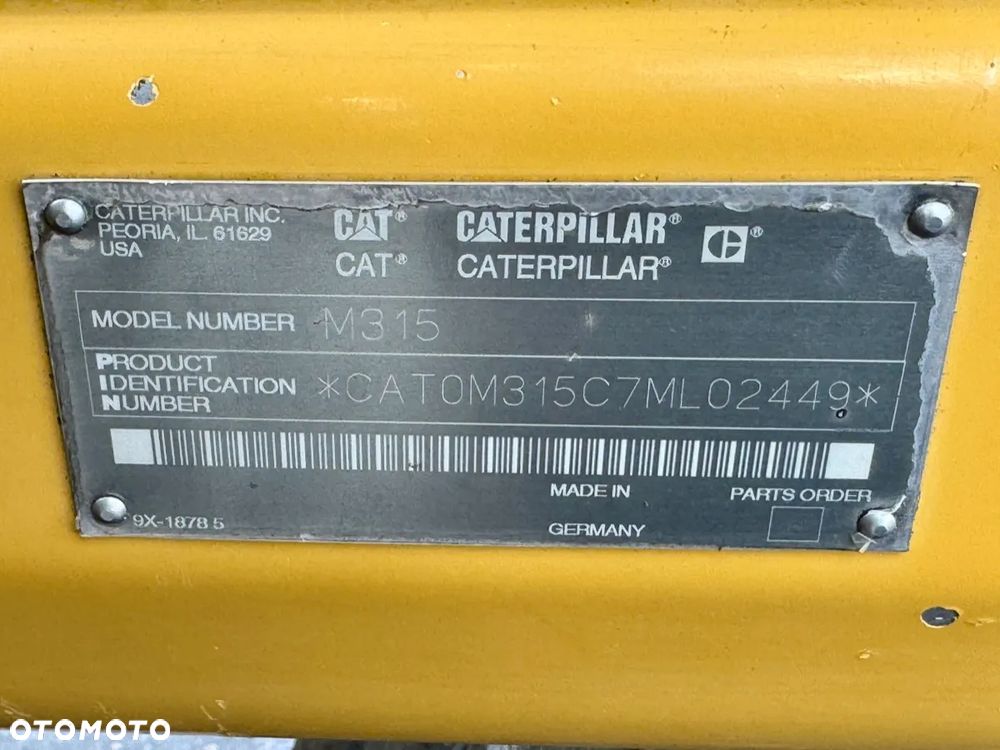 CATERPILLAR INC.
PEORIA, IL 61629
USA
CAT® CATERPILLAR®
CAT® CATERPILLAR®
C®
MODEL NUMBER M315
PRODUCT
IDENTIFICATION
NUMBER
*CAT0M315C7ML02449*
MADE IN
GERMANY
PARTS ORDER
9X-1878 5
OTOMOTO